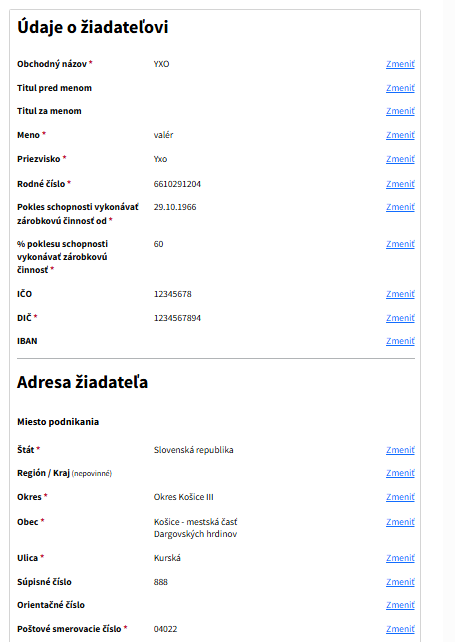 Údaje o žiadateľovi
Obchodný názov * YXO Zmeniť
Titul pred menom Zmeniť
Titul za menom Zmeniť
Meno * valér Zmeniť
Priezvisko * Yxo Zmeniť
Rodné číslo * 6610291204 Zmeniť
Pokles schopnosti vykonávať 29.10.1966 Zmeniť
zárobkovú činnosť od *
% poklesu schopnosti 60 Zmeniť
vykonávať zárobkovú
činnosť *
IČO 12345678 Zmeniť
DIČ * 1234567894 Zmeniť
IBAN Zmeniť
Adresa žiadateľa
Miesto podnikania
Štát * Slovenská republika Zmeniť
Región / Kraj (nepovinné) Zmeniť
Okres * Okres Košice III Zmeniť
Obec * Košice - mestská časť Zmeniť
Dargovských hrdinov
Ulica * Kurská Zmeniť
Súpisné číslo 888 Zmeniť
Orientačné číslo Zmeniť
Poštové smerovacie číslo * 04022 Zmeniť